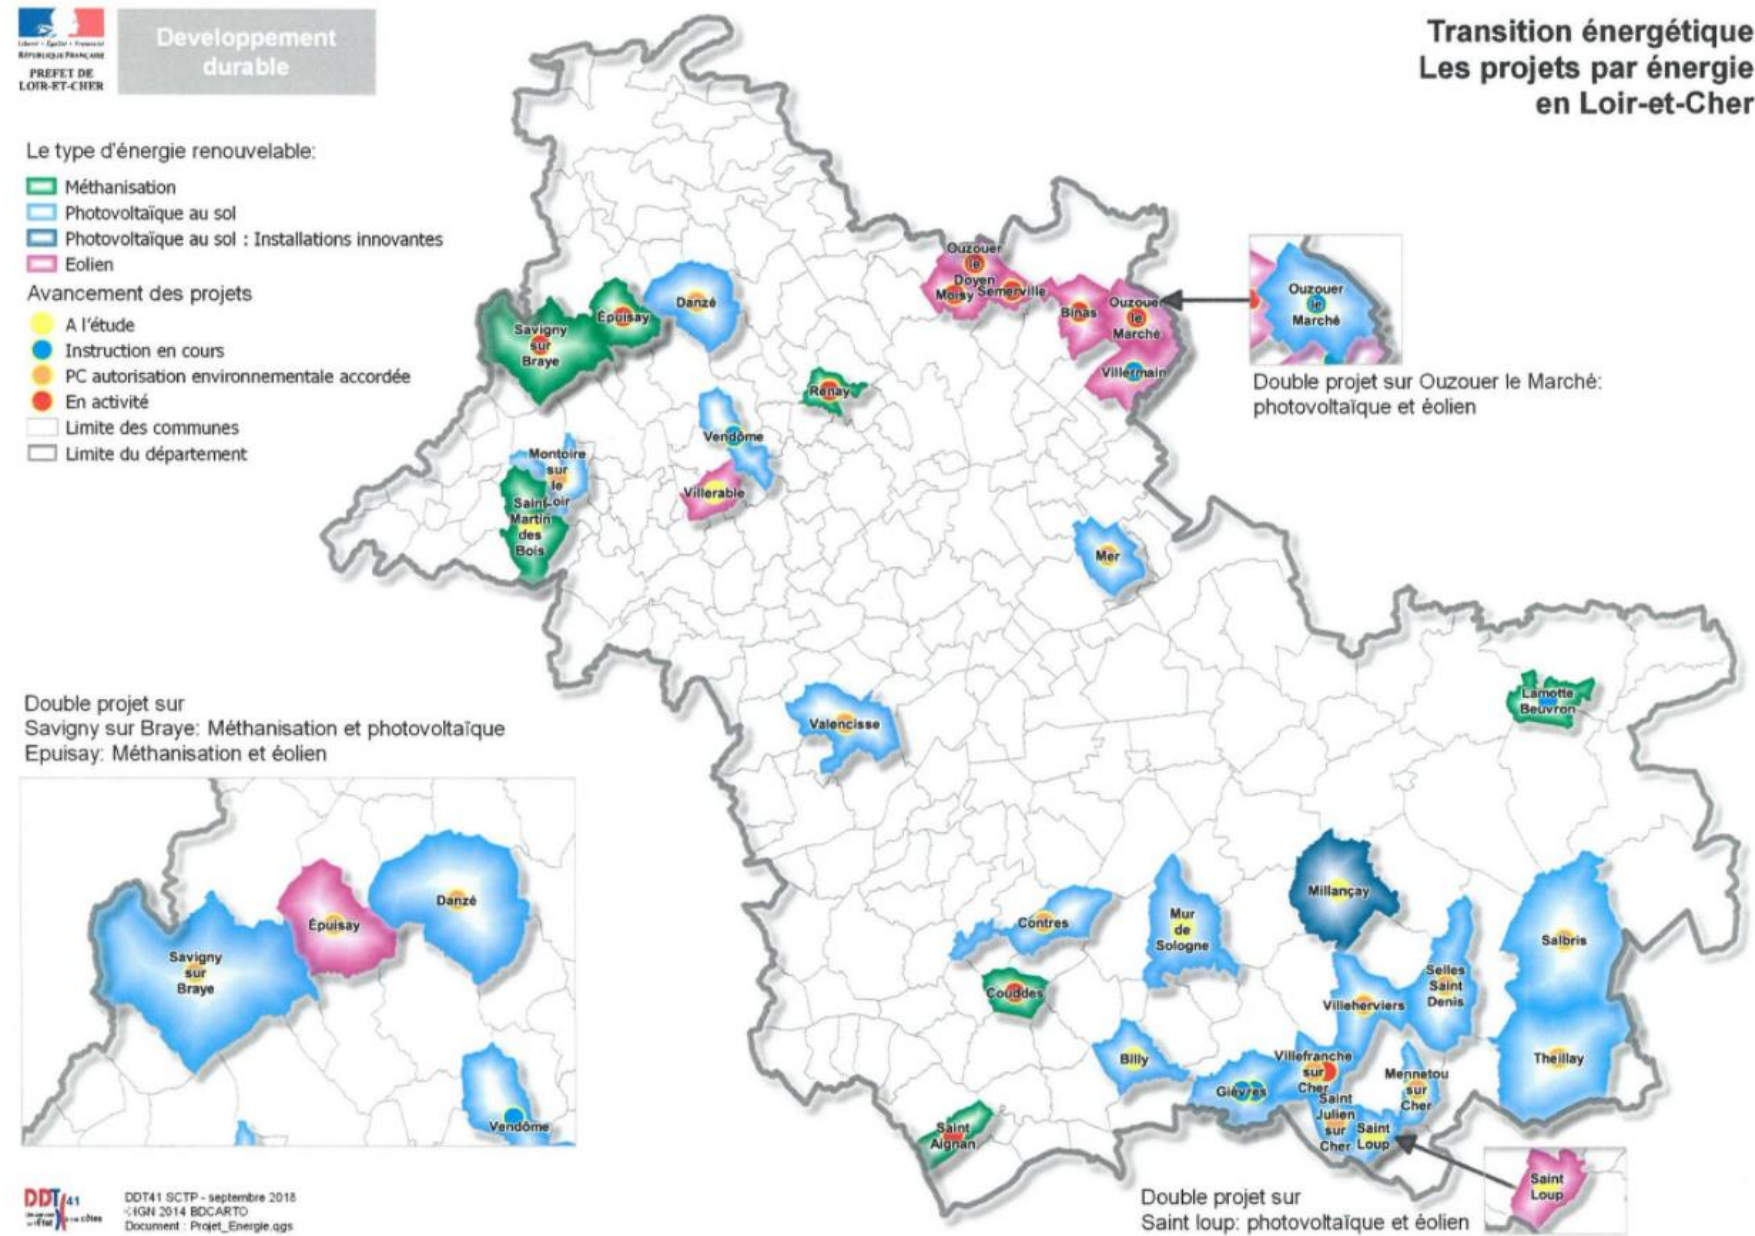 Liberté • Égalité • Fraternité
RÉPUBLIQUE FRANÇAISE
PREFET DE
LOIR-ET-CHER
Developpement
durable
Transition énergétique
Les projets par énergie
en Loir-et-Cher
Le type d'énergie renouvelable:
Méthanisation
Photovoltaïque au sol
Photovoltaïque au sol : Installations innovantes
Eolien
Avancement des projets
A l'étude
Instruction en cours
PC autorisation environnementale accordée
En activité
Limite des communes
Limite du département
Ouzouer
le
Doyen
Moisy
Semerville
Binas
Ouzouer
le
Marché
Villermain
Ouzouer
le
Marché
Double projet sur Ouzouer le Marché:
photovoltaïque et éolien
Savigny
sur
Braye
Épuisay
Danzé
Renay
Vendôme
Villerable
Montoire
sur
le
Loir
Saint
Martin
des
Bois
Mer
Valencisse
Lamotte
Beuvron
Double projet sur
Savigny sur Braye: Méthanisation et photovoltaïque
Epuisay: Méthanisation et éolien
Savigny
sur
Braye
Épuisay
Danzé
Vendôme
Contres
Mur
de
Sologne
Millançay
Salbris
Selles
Saint
Denis
Villeherviers
Couddes
Billy
Gièvres
Villefranche
sur
Cher
Mennetou
sur
Cher
Theillay
Saint
Julien
sur
Cher
Saint
Loup
Saint
Aignan
Saint
Loup
Double projet sur
Saint loup: photovoltaïque et éolien
DDT 41
DDT41 SCTP - septembre 2018
IGN 2014 BDCARTO
Document : Projet_Energie.qgs